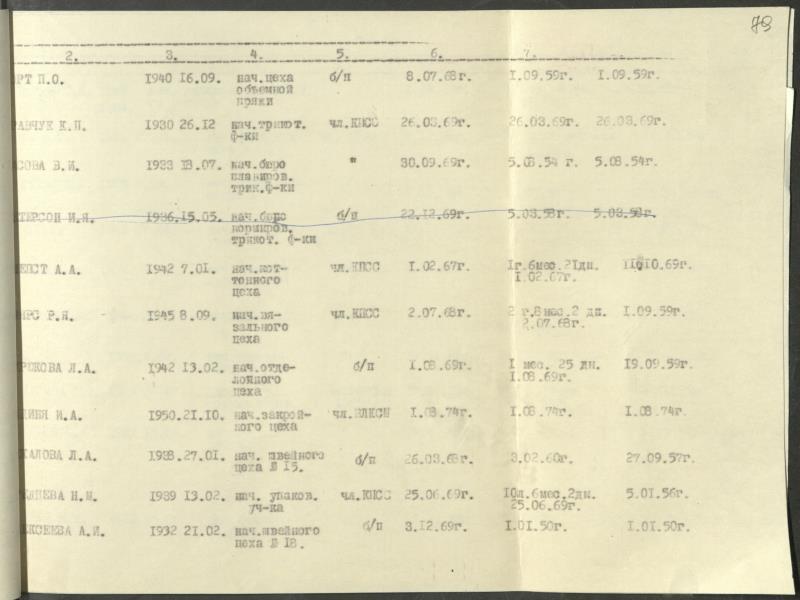 79
2. 3. 4. 5. 6. 7.
РТ П.О. 1940 16.09. нач.цеха б/п 8.07.68г. 1.09.59г. 1.09.59г.
объемной
пряжи
РАВЧУК К.П. 1930 26.12 нач.трикот. чл.КПСС 26.03.69г. 26.03.69г. 26.03.69г.
ф-ки
СОВА В.И. 1933 13.07. нач.бюро " 30.09.69г. 5.08.54 г. 5.08.54г.
планиров.
трик.ф-ки
ТЕРСОН И.Я. 1936.15.05. нач.бюро б/п 22.12.69г. 5.03.58г. 5.03.58г.
нормиров.
трикот. ф-ки
ПСТ А.А. 1942 7.01. нач.кот- чл.КПСС 1.02.67г. 1г.6мес.21дн. 10.69г.
тонного 1.02.67г.
цеха
РС Р.Я. 1945 8.09. нач.вя- чл.КПСС 2.07.68г. 2 г.8 мес.2 дн. 1.09.59г.
зального 2.07.68г.
цеха
РЕКОВА Л.А. 1942 13.02. нач.отде- б/п 1.08.69г. 1 мес. 25 дн. 19.09.59г.
лочного 1.08.69г.
цеха
И.А. 1950.21.10. нач.закрой- чл.ВЛКСМ 1.08.74г. 1.08.74г. 1.08.74г.
ного цеха
КАЛОВА Л.А. 1938.27.01. нач. швейного б/п 26.03.68г. 3.02.60г. 27.09.57г.
цеха № 15.
Н.М. 1939 13.02. нач. упаков. чл.КПСС 25.06.69г. 10л.6мес.2дн. 5.01.56г.
уч-ка 25.06.69г.
ЕКСЕЕВА А.И. 1932 21.02. нач.швейного б/п 3.12.69г. 1.01.50г. 1.01.50г.
цеха № 18.